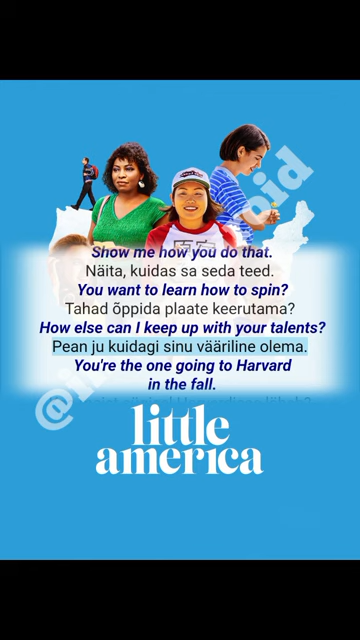 Show me how you do that.
Näita, kuidas sa seda teed.
You want to learn how to spin?
Tahad õppida plaate keerutama?
How else can I keep up with your talents?
Pean ju kuidagi sinu vääriline olema.
You're the one going to Harvard
in the fall.
little
america